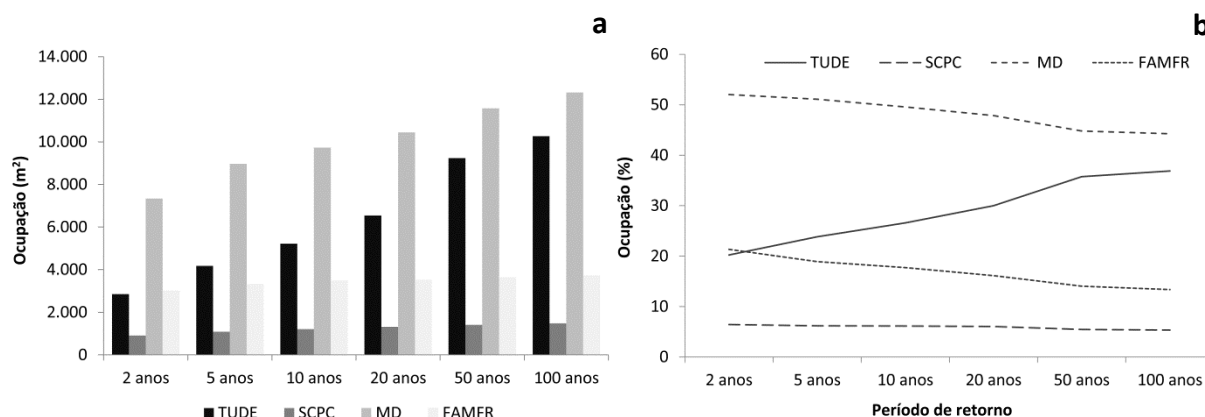 a
14.000
12.000
10.000
8.000
6.000
4.000
2.000
0
Ocupação (m²)
2 anos 5 anos 10 anos 20 anos 50 anos 100 anos
TUDE SCPC MD FAMFR
b
60
50
40
30
20
10
0
Ocupação (%)
TUDE SCPC MD FAMFR
2 anos 5 anos 10 anos 20 anos 50 anos 100 anos
Período de retorno